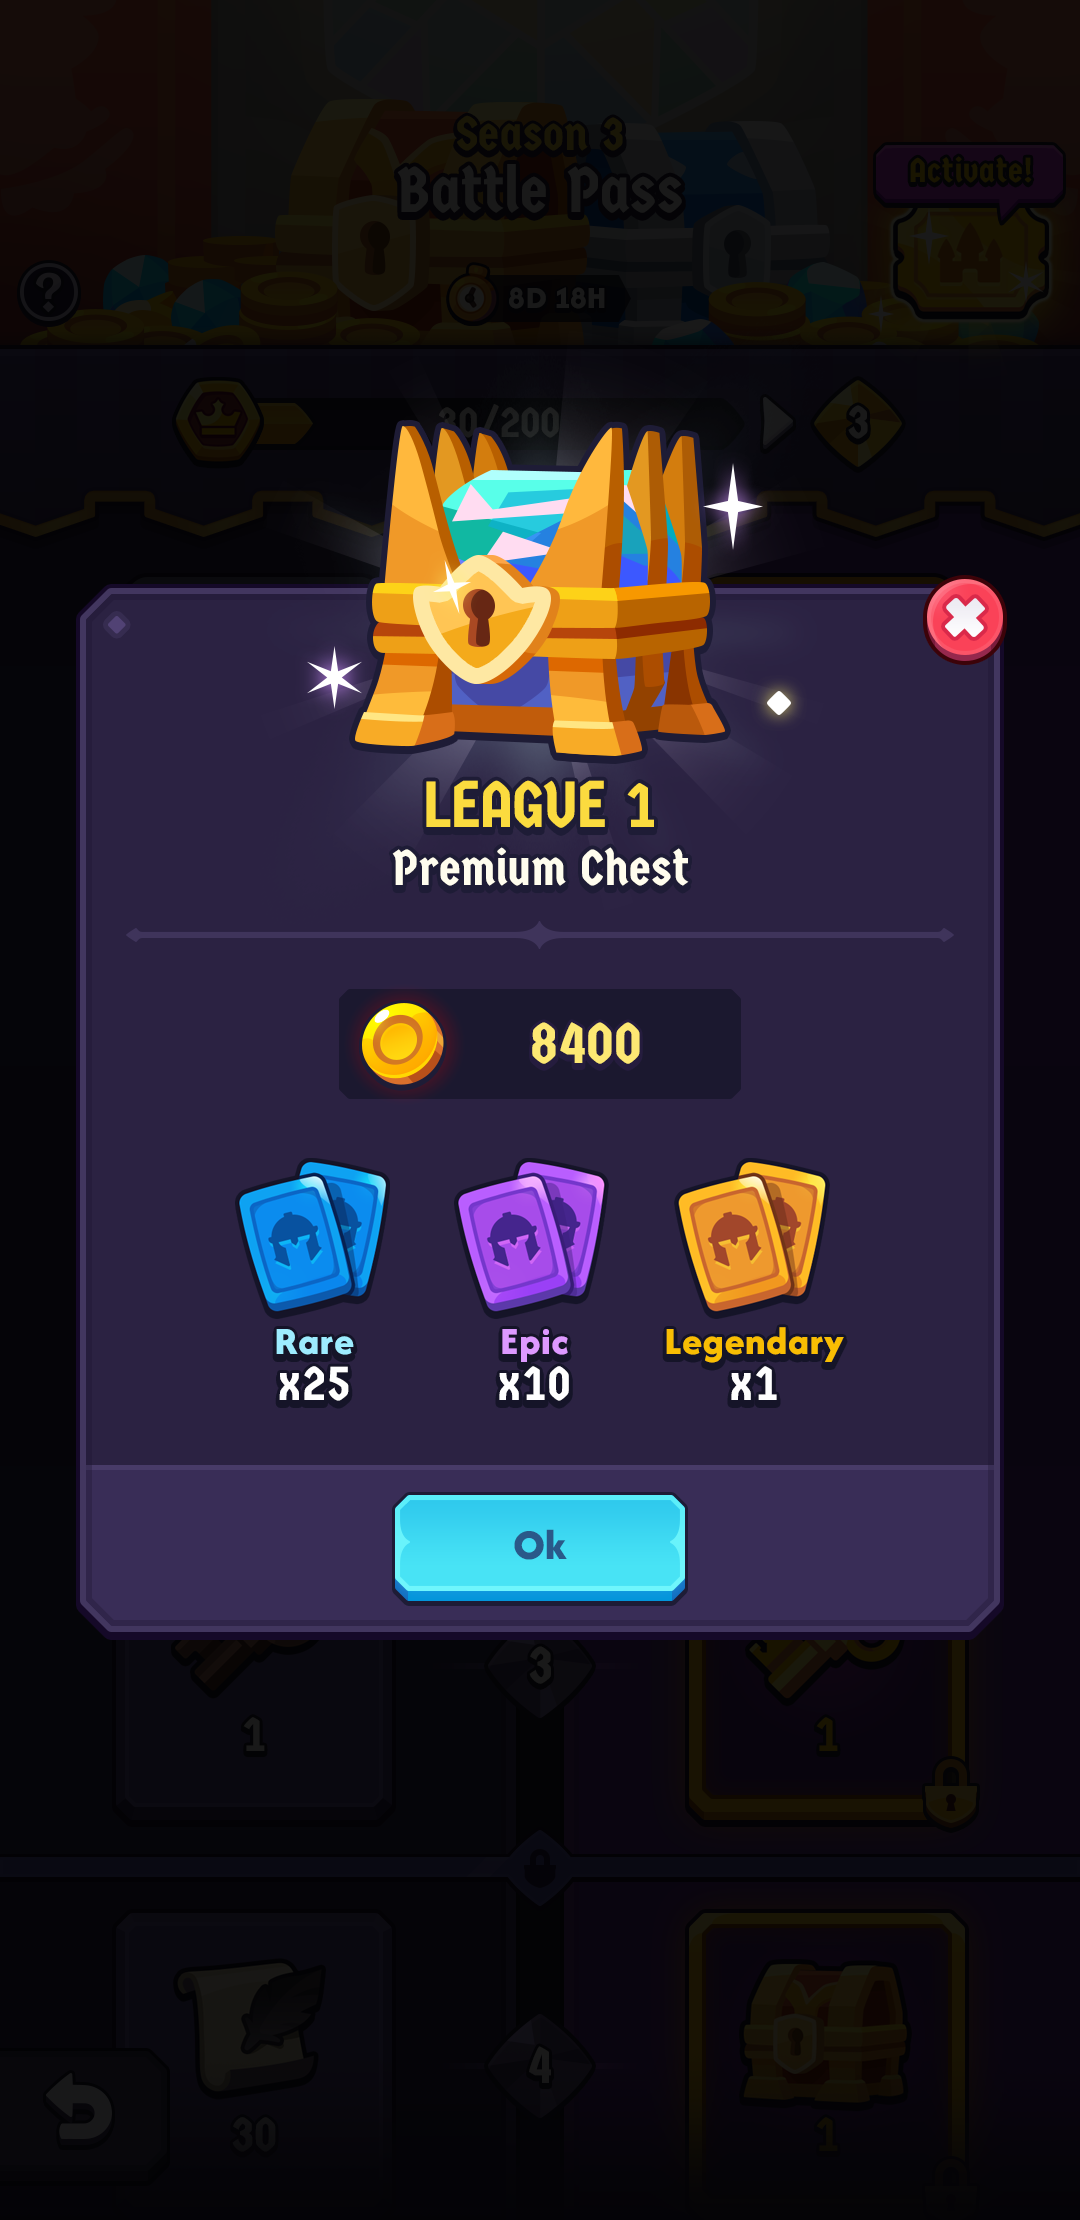 Season 3
Battle Pass
Activate!
?
8D 18H
30/200
3
LEAGUE 1
Premium Chest
8400
Rare
x25
Epic
x10
Legendary
x1
Ok
1
3
1
30
4
1